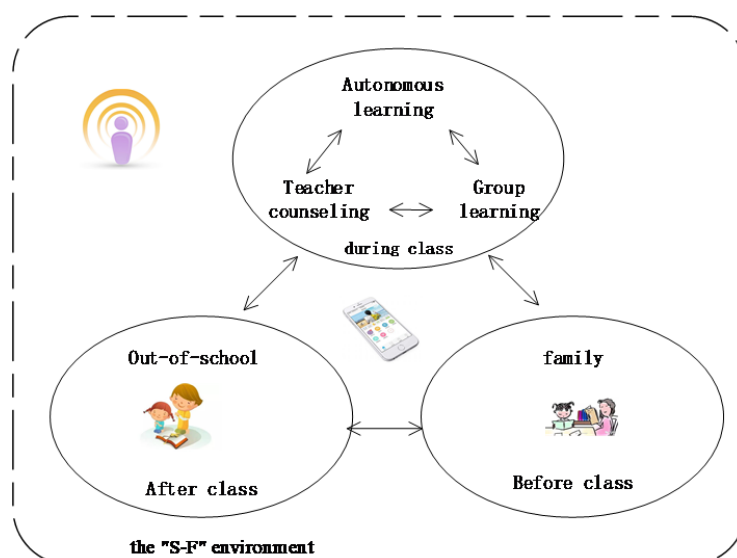 Autonomous
learning
Teacher
counseling
Group
learning
during class
Out-of-school
After class
family
Before class
the "S-F" environment